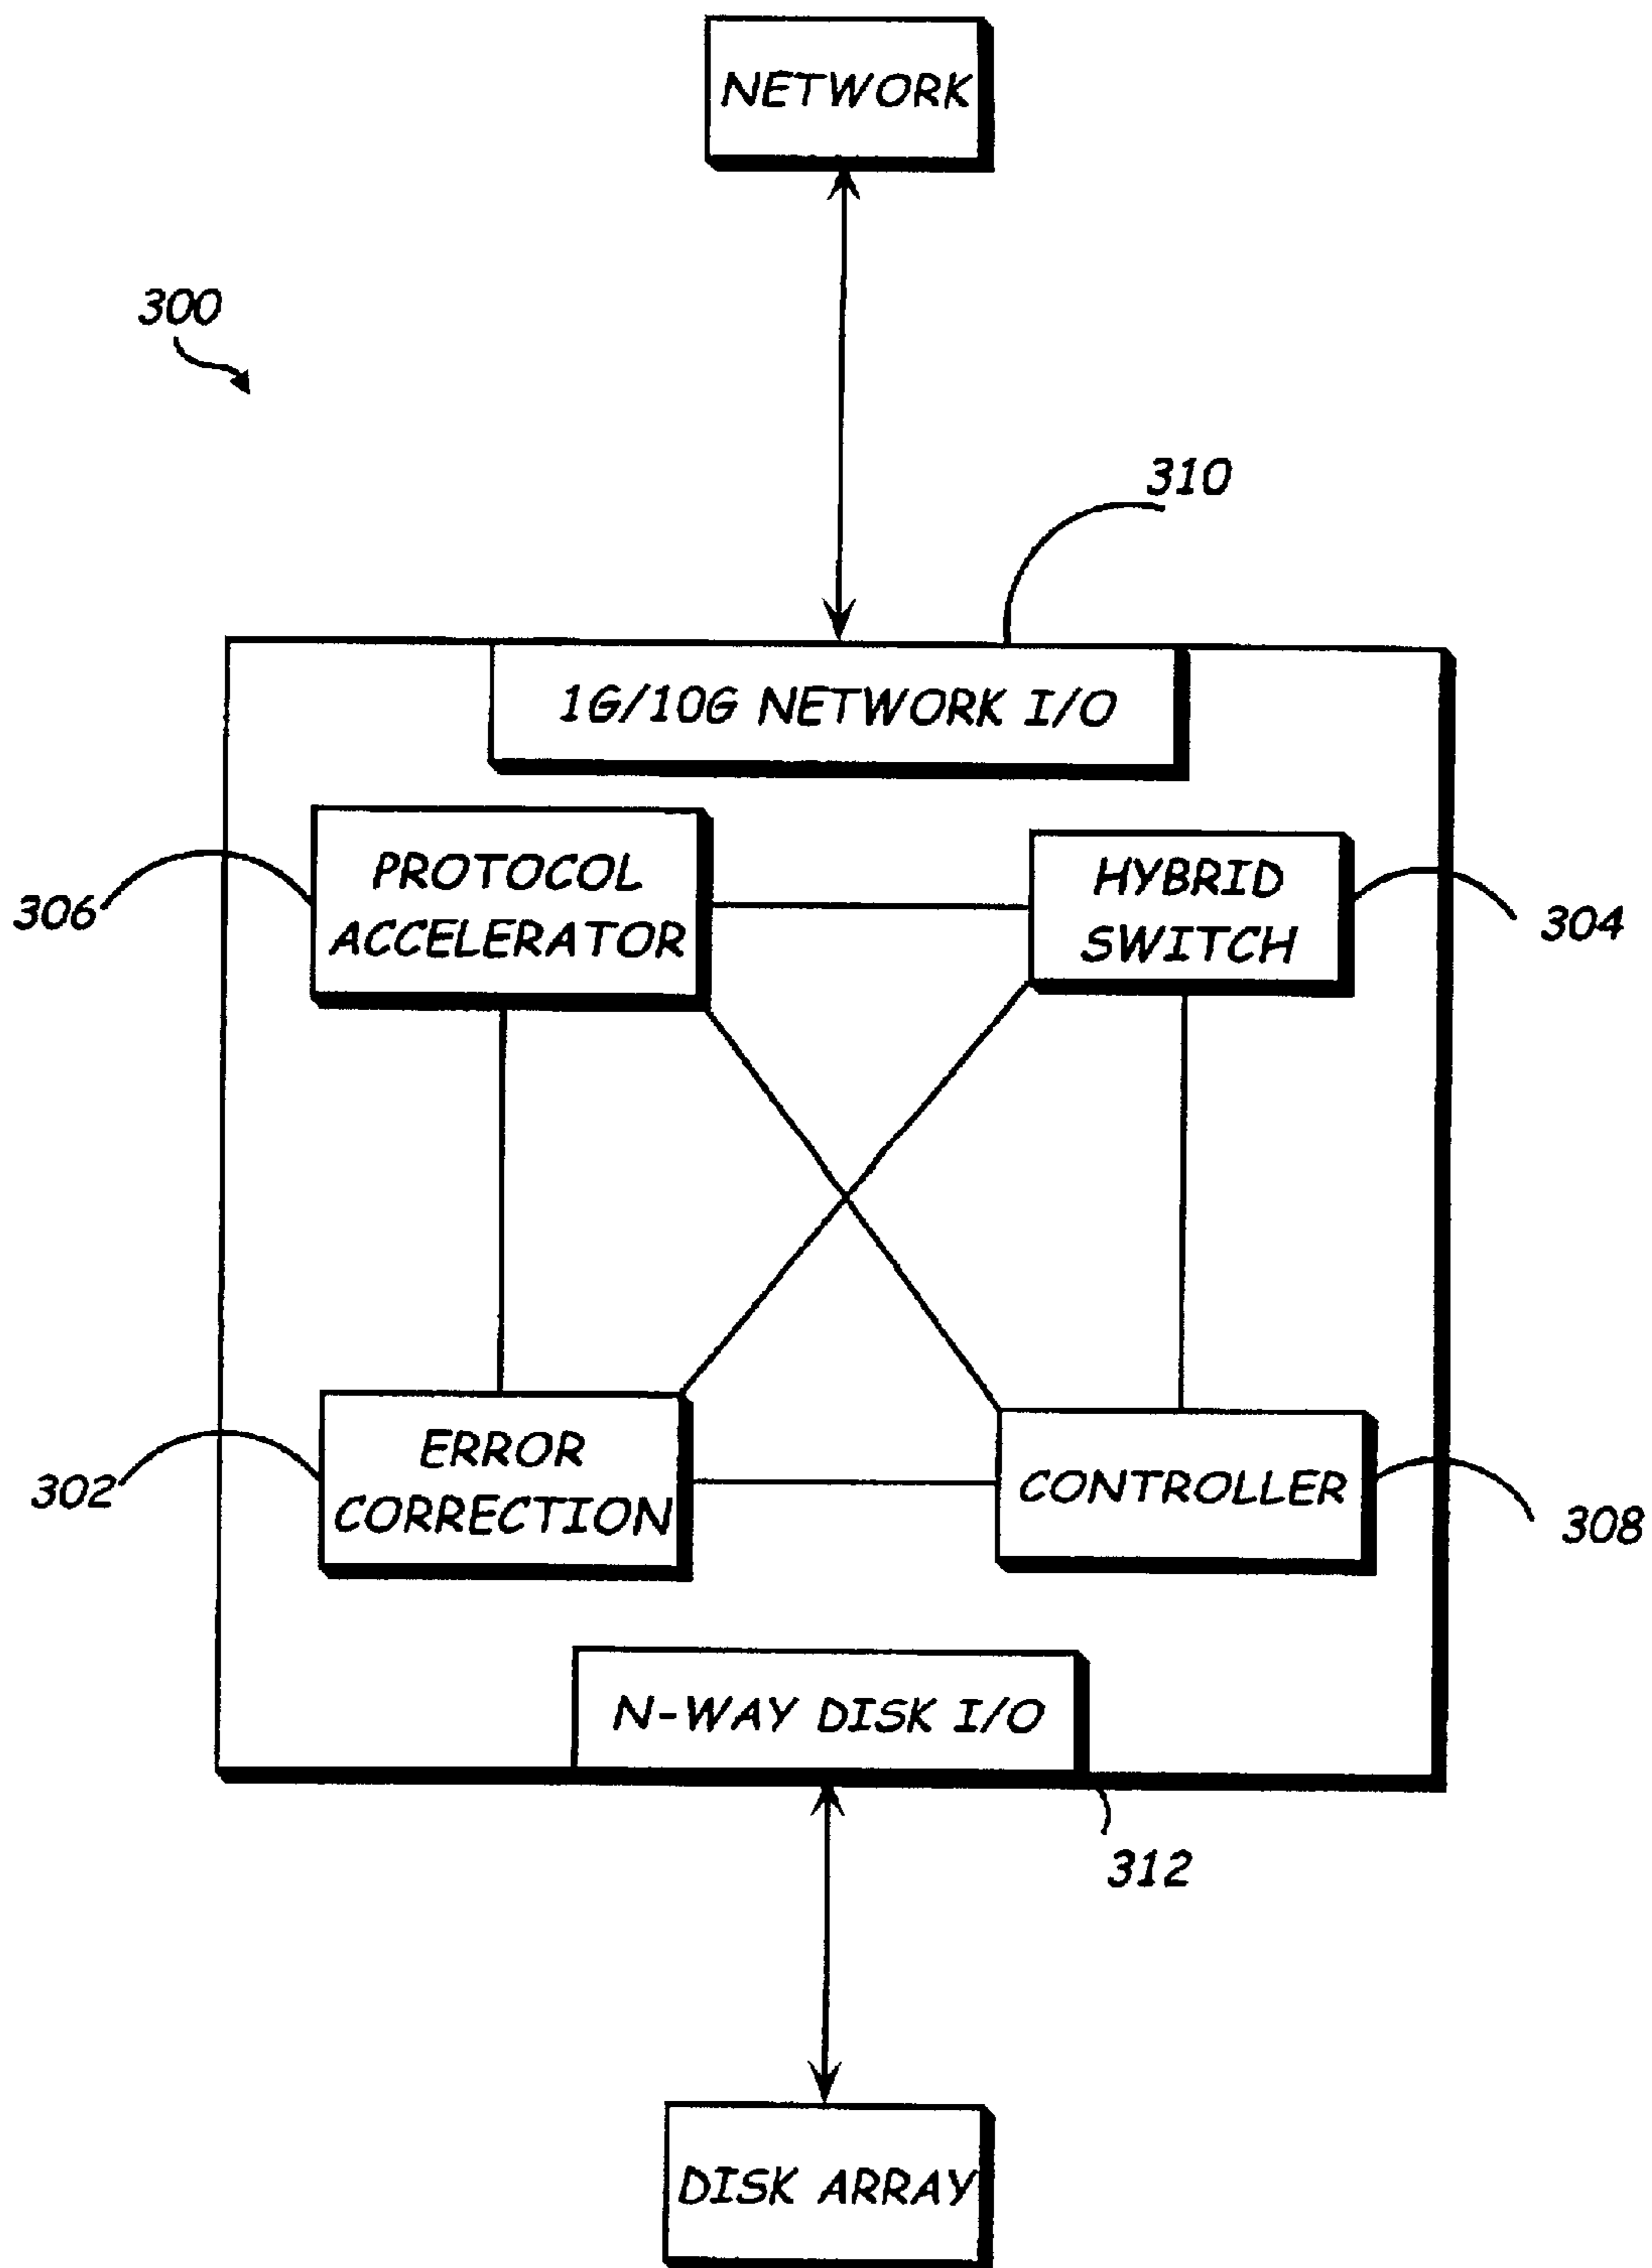 NETWORK
300
310
1G/10G NETWORK I/O
PROTOCOL
ACCELERATOR
306
HYBRID
SWITCH
304
ERROR
CORRECTION
302
CONTROLLER
308
N-WAY DISK I/O
312
DISK ARRAY